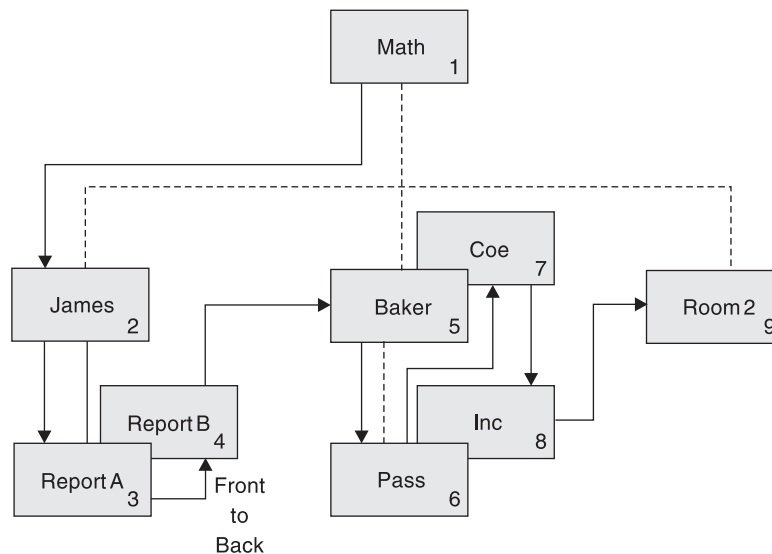 Math
1
Coe
7
James
2
Baker
5
Room 2
9
Report B
4
Inc
8
Report A
3
Pass
6
Front
to
Back